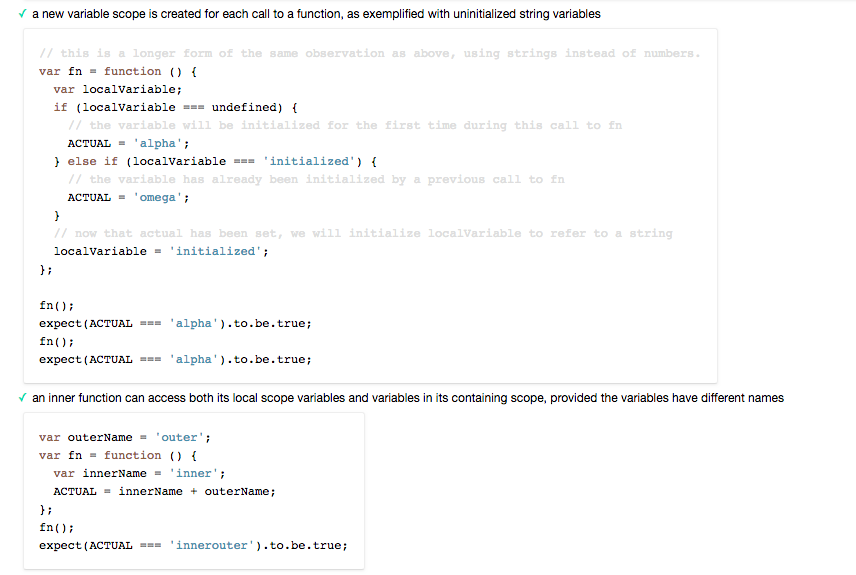 ✓ a new variable scope is created for each call to a function, as exemplified with uninitialized string variables
// this is a longer form of the same observation as above, using strings instead of numbers.
var fn = function () {
  var localVariable;
  if (localVariable === undefined) {
    // the variable will be initialized for the first time during this call to fn
    ACTUAL = 'alpha';
  } else if (localVariable === 'initialized') {
    // the variable has already been initialized by a previous call to fn
    ACTUAL = 'omega';
  }
  // now that actual has been set, we will initialize localVariable to refer to a string
  localVariable = 'initialized';
};
fn();
expect(ACTUAL === 'alpha').to.be.true;
fn();
expect(ACTUAL === 'alpha').to.be.true;
✓ an inner function can access both its local scope variables and variables in its containing scope, provided the variables have different names
var outerName = 'outer';
var fn = function () {
  var innerName = 'inner';
  ACTUAL = innerName + outerName;
};
fn();
expect(ACTUAL === 'innerouter').to.be.true;